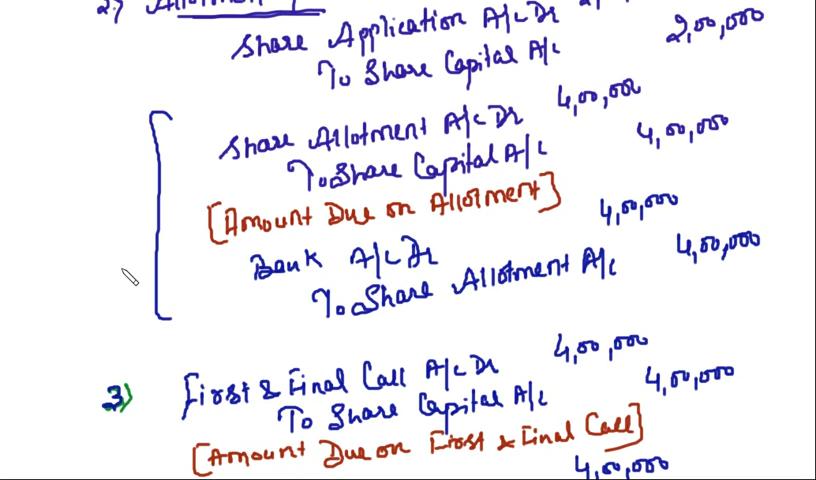 2.) Allotment
Share Application A/c Dr
2,00,000
To Share Capital A/c
4,00,000
Share Allotment A/c Dr
4,00,000
To Share Capital A/c
[Amount Due on Allotment]
4,00,000
Bank A/c Dr
4,00,000
To Share Allotment A/c
4,00,000
3) First & Final Call A/c Dr
4,00,000
To Share Capital A/c
[Amount Due on First & Final Call]
4,00,000